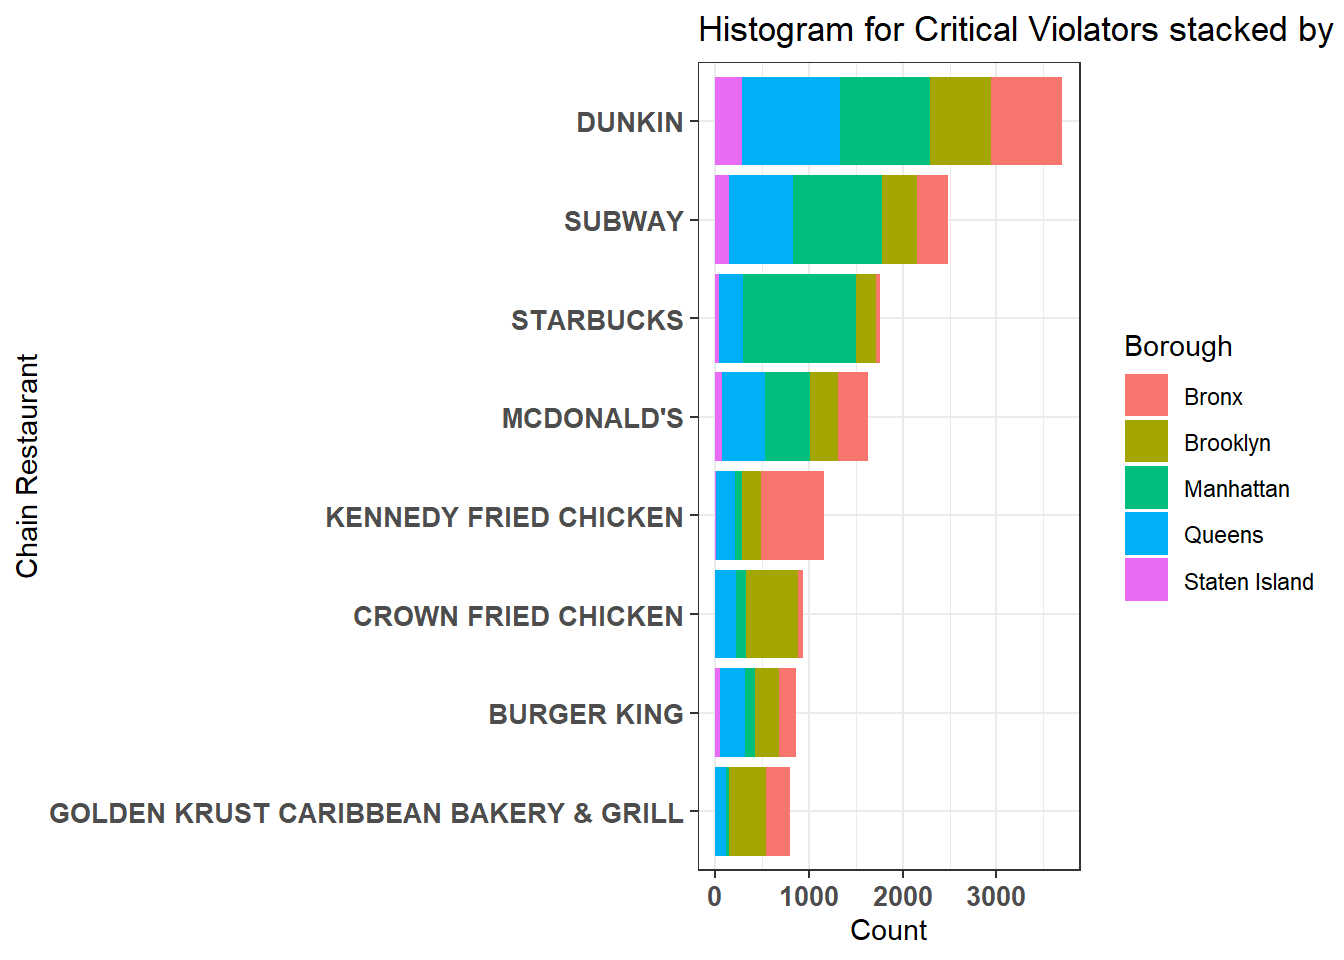 Histogram for Critical Violators stacked by
DUNKIN
SUBWAY
STARBUCKS
MCDONALD'S
KENNEDY FRIED CHICKEN
CROWN FRIED CHICKEN
BURGER KING
GOLDEN KRUST CARIBBEAN BAKERY & GRILL
Chain Restaurant
0 1000 2000 3000
Count
Borough
Bronx
Brooklyn
Manhattan
Queens
Staten Island